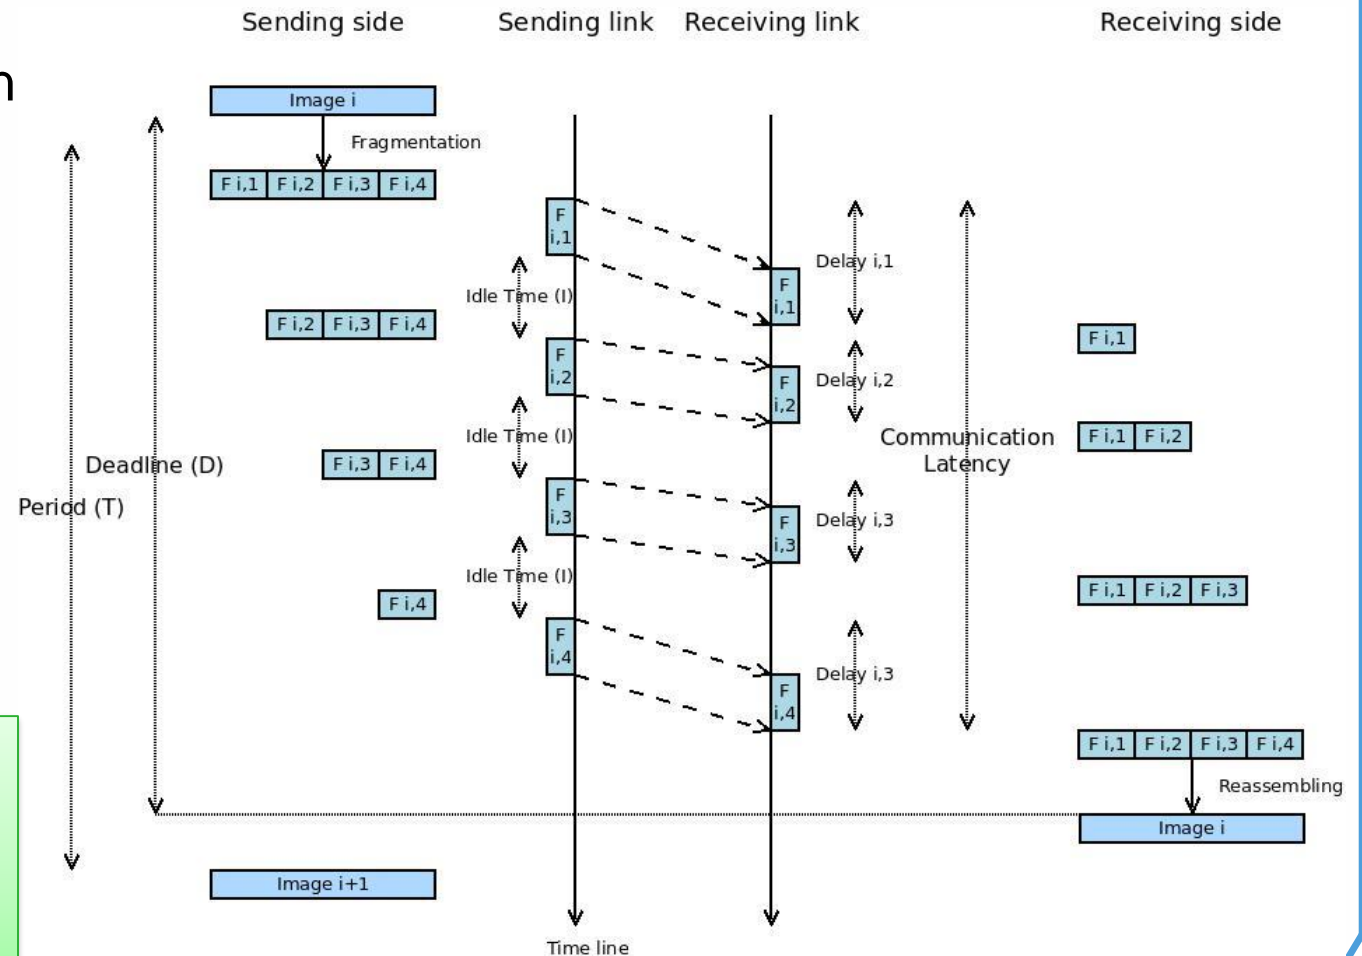 Sending side
Sending link
Receiving link
Receiving side
n
Image i
Fragmentation
F i,1 F i,2 F i,3 F i,4
F
i,1
Delay i,1
F
i,1
Idle Time (I)
F i,2 F i,3 F i,4
F i,1
F
i,2
Delay i,2
F
i,2
Idle Time (I)
F i,1 F i,2
Communication
Latency
Deadline (D)
F i,3 F i,4
Period (T)
F
i,3
Delay i,3
F
i,3
Idle Time (I)
F i,1 F i,2 F i,3
F i,4
F
i,4
Delay i,3
F
i,4
F i,1 F i,2 F i,3 F i,4
Reassembling
Image i
Image i+1
Time line